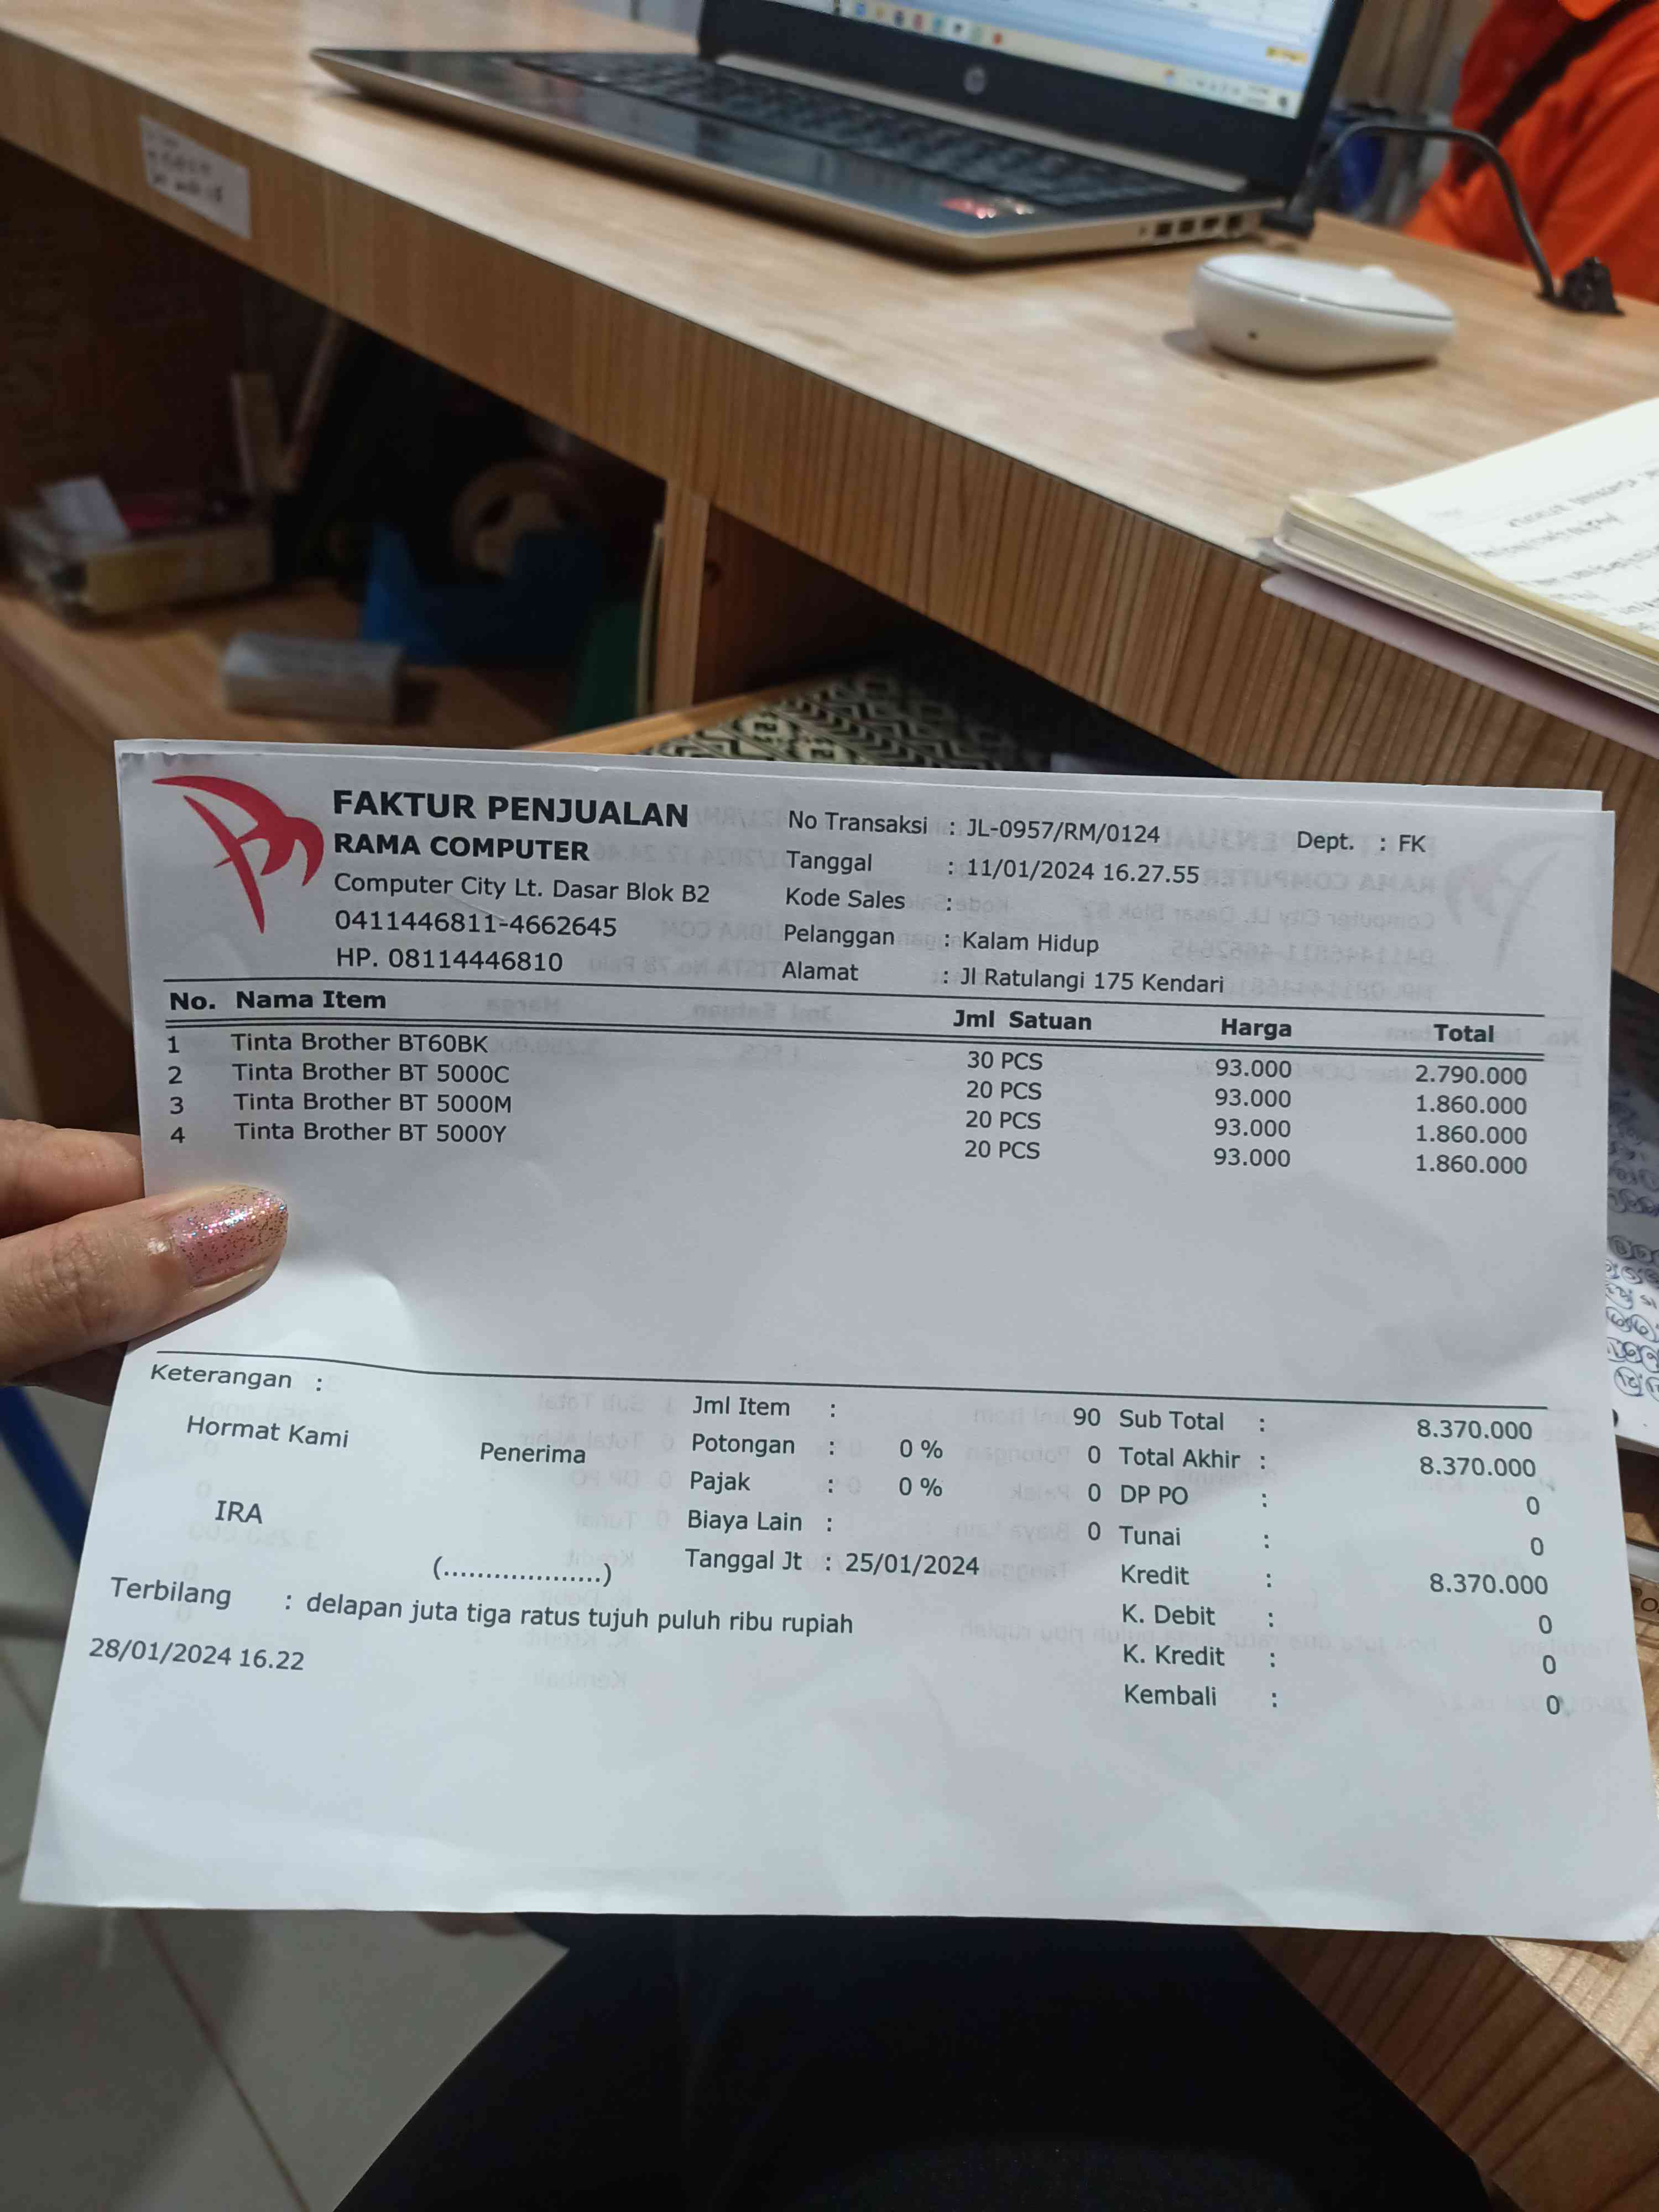 FAKTUR PENJUALAN
RAMA COMPUTER
Computer City Lt. Dasar Blok B2
0411446811-4662645
HP. 08114446810
No Transaksi : JL-0957/RM/0124
Dept. : FK
Tanggal : 11/01/2024 16.27.55
Kode Sales :
Pelanggan : Kalam Hidup
Alamat : Jl Ratulangi 175 Kendari
No. Nama Item Jml Satuan Harga Total
1 Tinta Brother BT60BK 30 PCS 93.000 2.790.000
2 Tinta Brother BT 5000C 20 PCS 93.000 1.860.000
3 Tinta Brother BT 5000M 20 PCS 93.000 1.860.000
4 Tinta Brother BT 5000Y 20 PCS 93.000 1.860.000
Keterangan :
Hormat Kami
Penerima
IRA
(...................)
Jml Item : 90
Potongan : 0 % 0
Pajak : 0 % 0
Biaya Lain : 0
Tanggal Jt : 25/01/2024
Sub Total : 8.370.000
Total Akhir : 8.370.000
DP PO : 0
Tunai : 0
Kredit : 8.370.000
K. Debit : 0
K. Kredit : 0
Kembali : 0
Terbilang : delapan juta tiga ratus tujuh puluh ribu rupiah
28/01/2024 16.22